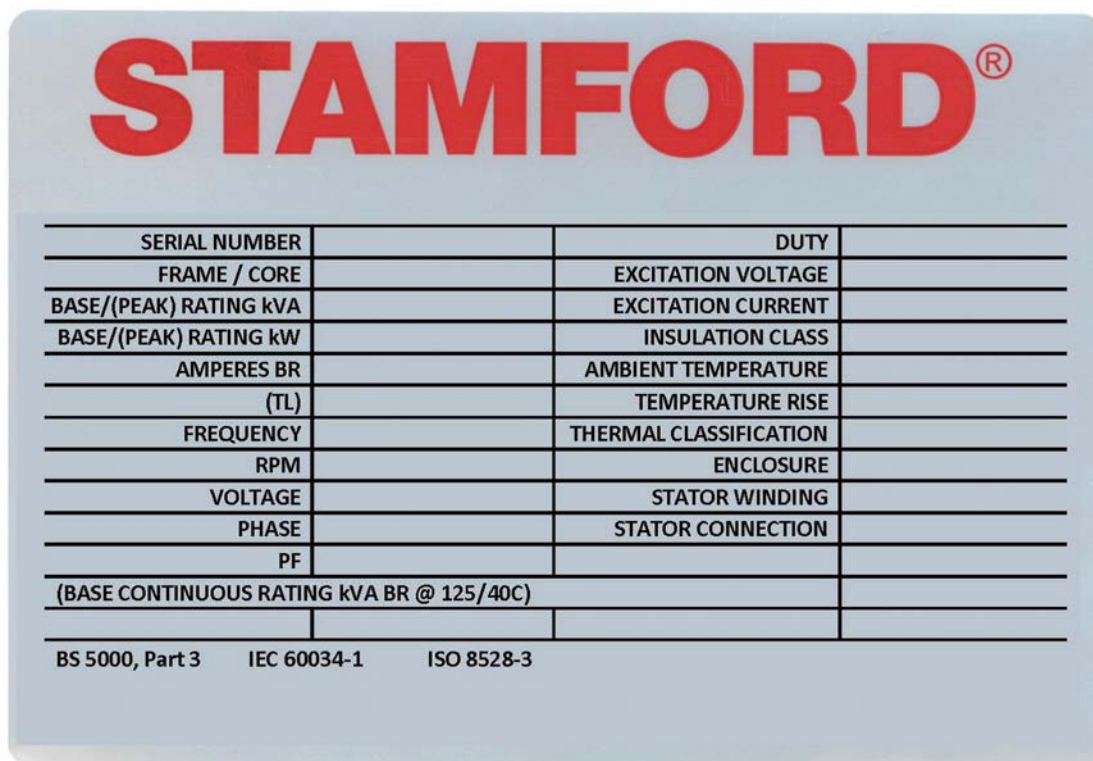 STAMFORD®
SERIAL NUMBER DUTY
FRAME / CORE EXCITATION VOLTAGE
BASE/(PEAK) RATING kVA EXCITATION CURRENT
BASE/(PEAK) RATING kW INSULATION CLASS
AMPERES BR AMBIENT TEMPERATURE
(TL) TEMPERATURE RISE
FREQUENCY THERMAL CLASSIFICATION
RPM ENCLOSURE
VOLTAGE STATOR WINDING
PHASE STATOR CONNECTION
PF
(BASE CONTINUOUS RATING kVA BR @ 125/40C)
BS 5000, Part 3 IEC 60034-1 ISO 8528-3